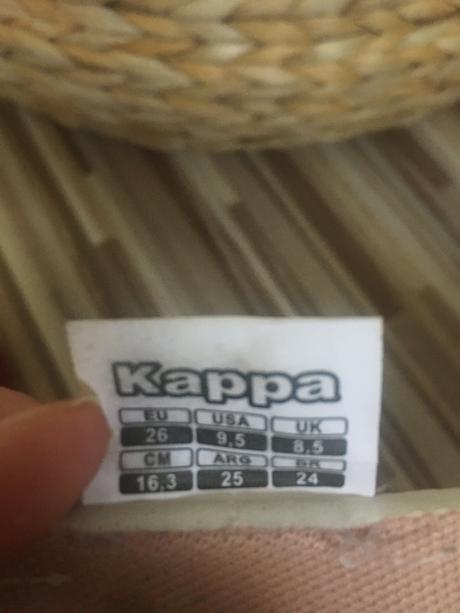 Kappa
EU USA UK
26 9,5 8,5
CM ARG BR
16,3 25 24